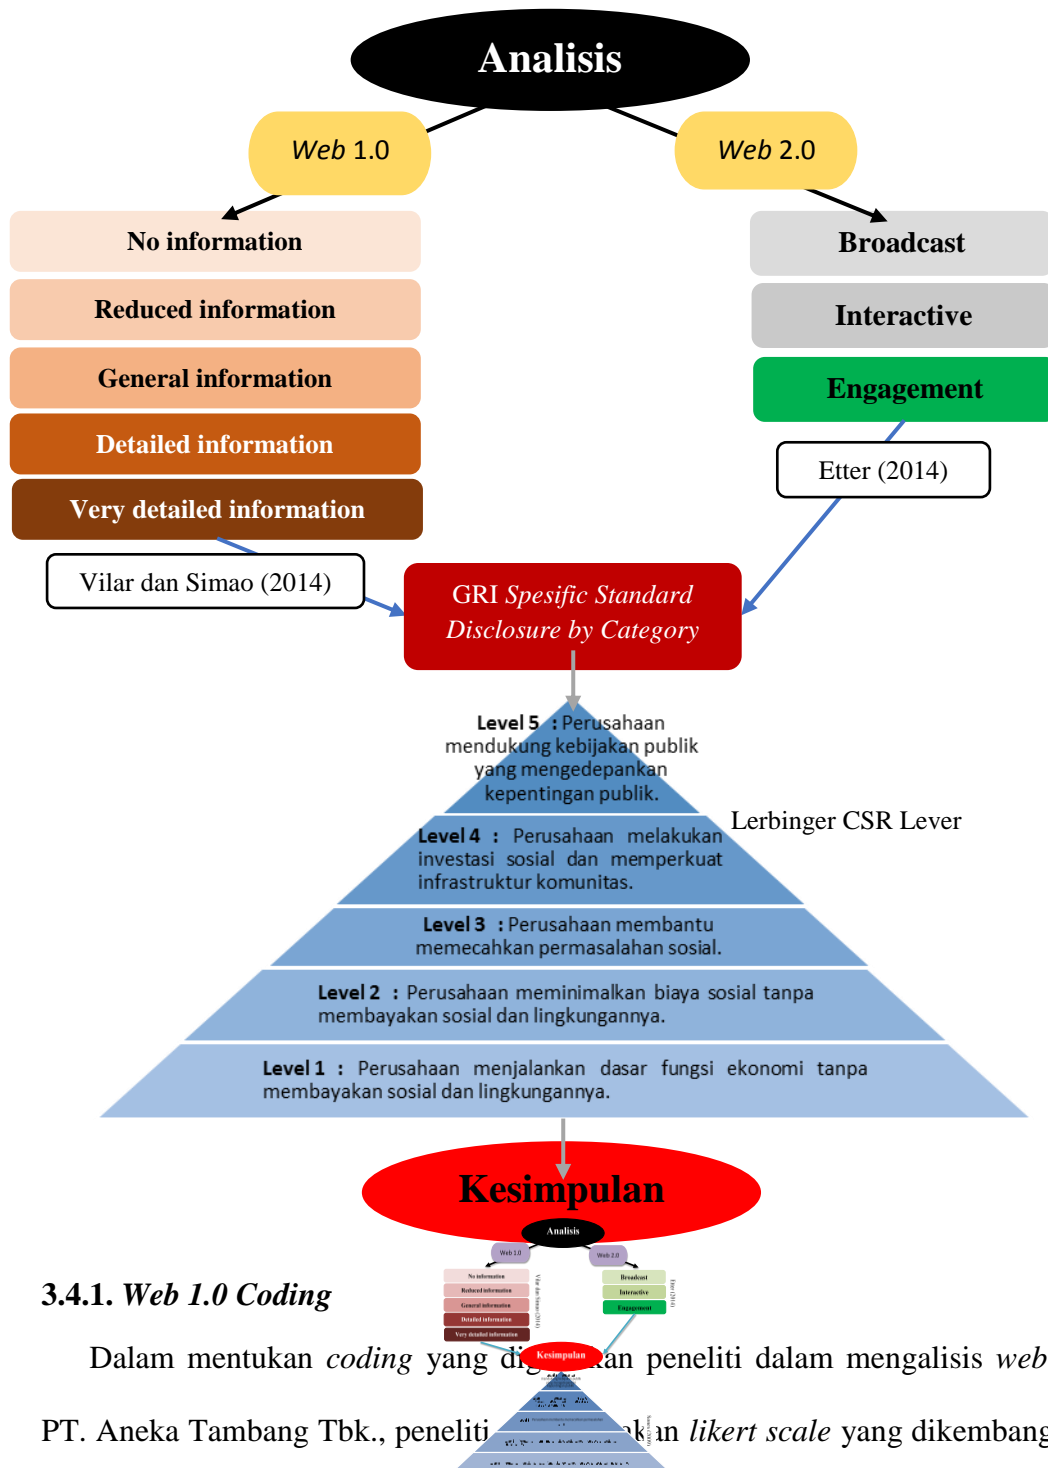 Analisis
Web 1.0
Web 2.0
No information
Reduced information
General information
Detailed information
Very detailed information
Vilar dan Simao (2014)
Broadcast
Interactive
Engagement
Etter (2014)
GRI Spesific Standard
Disclosure by Category
Level 5 : Perusahaan
mendukung kebijakan publik
yang mengedepankan
kepentingan publik.
Lerbinger CSR Lever
Level 4 : Perusahaan melakukan
investasi sosial dan memperkuat
infrastruktur komunitas.
Level 3 : Perusahaan membantu
memecahkan permasalahan sosial.
Level 2 : Perusahaan meminimalkan biaya sosial tanpa
membayakan sosial dan lingkungannya.
Level 1 : Perusahaan menjalankan dasar fungsi ekonomi tanpa
membayakan sosial dan lingkungannya.
Kesimpulan
Analisis
Web 1.0
Web 2.0
No information
Reduced information
General information
Detailed information
Very detailed information
Vilar dan Simao (2014)
Broadcast
Interactive
Engagement
Etter (2014)
Kesimpulan
3.4.1. Web 1.0 Coding
Dalam mentukan coding yang peneliti dalam mengalisis web
PT. Aneka Tambang Tbk., peneliti likert scale yang dikembang